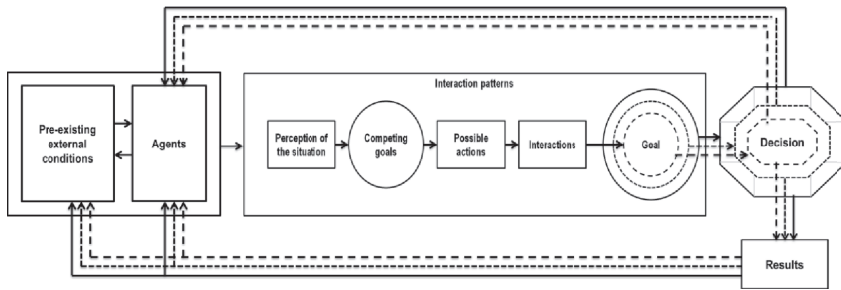 Interaction patterns
Pre-existing
external
conditions
Agents
Perception of
the situation
Competing
goals
Possible
actions
Interactions
Goal
Decision
Results